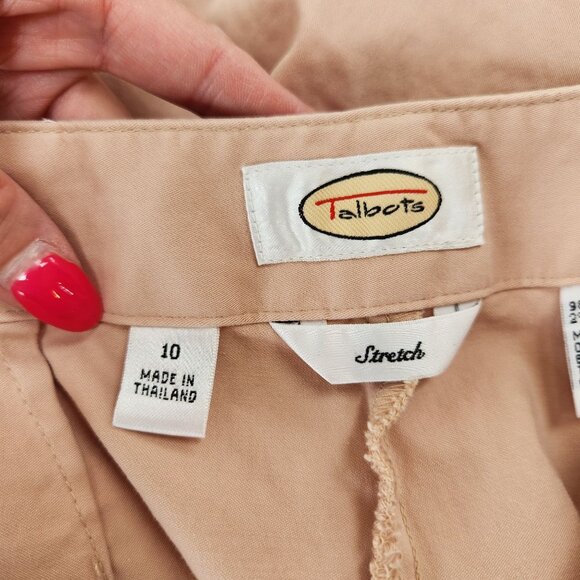 Talbots
10
MADE IN
THAILAND
Stretch